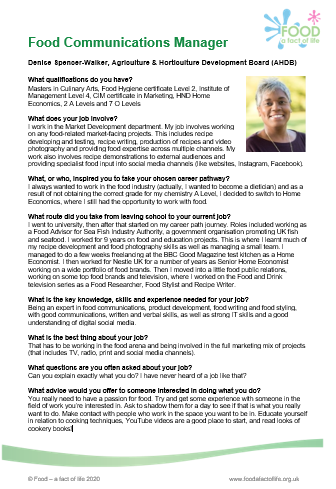 FOOD
a fact of life
Food Communications Manager
Denise Spencer-Walker, Agriculture & Horticulture Development Board (AHDB)
What qualifications do you have?
Masters in Culinary Arts, Food Hygiene certificate Level 2, Institute of
Management Level 4, CIM certificate in Marketing, HND Home
Economics, 2 A Levels and 7 O Levels
What does your job involve?
I work in the Market Development department. My job involves working
on any food-related market-facing projects. This includes recipe
developing and testing, recipe writing, production of recipes and video
photography and providing food expertise across multiple channels. My
work also involves recipe demonstrations to external audiences and
providing specialist food input into social media channels (like websites, Instagram, Facebook).
What, or who, inspired you to take your chosen career pathway?
I always wanted to work in the food industry (actually, I wanted to become a dietician) and as a
result of not obtaining the correct grade for my chemistry A Level, I decided to switch to Home
Economics, where I still had the opportunity to work with food.
What route did you take from leaving school to your current job?
I went to university, then after that started on my career path journey. Roles included working as
a Food Advisor for Sea Fish Industry Authority, a government organisation promoting UK fish
and seafood. I worked for 9 years on food and education projects. This is where I learnt much of
my recipe development and food photography skills as well as managing a small team. I
managed to do a few weeks freelancing at the BBC Good Magazine test kitchen as a Home
Economist. I then worked for Nestle UK for a number of years as Senior Home Economist
working on a wide portfolio of food brands. Then I moved into a little food public relations,
working on some top food brands and television, where I worked on the Food and Drink
television series as a Food Researcher, Food Stylist and Recipe Writer.
What is the key knowledge, skills and experience needed for your job?
Being an expert in food communications, product development, food writing and food styling,
with good communications, written and verbal skills, as well as strong IT skills and a good
understanding of digital social media.
What is the best thing about your job?
That has to be working in the food arena and being involved in the full marketing mix of projects
(that includes TV, radio, print and social media channels).
What questions are you often asked about your job?
Can you explain exactly what you do? I have never heard of a job like that?
What advice would you offer to someone interested in doing what you do?
You really need to have a passion for food. Try and get some experience with someone in the
field of work you're interested in. Ask to shadow them for a day to see if that is what you really
want to do. Make contact with people who work in the space you want to be in. Educate yourself
in relation to cooking techniques, YouTube videos are a good place to start, and read looks of
cookery books!
© Food – a fact of life 2020
www.foodafactoflife.org.uk